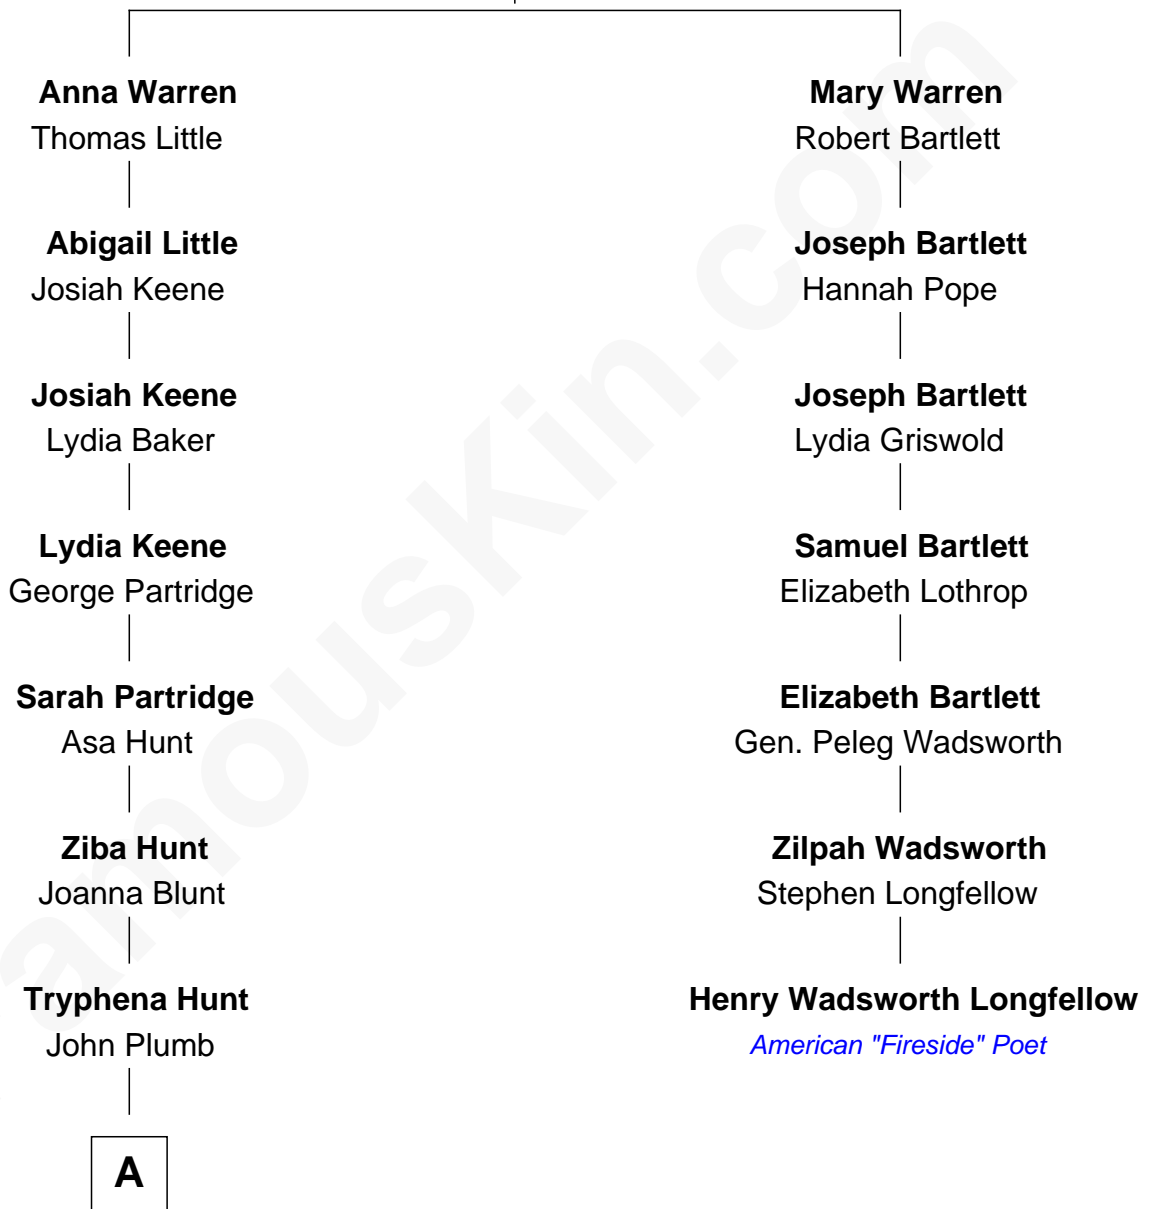 Anna Warren
Thomas Little
Abigail Little
Josiah Keene
Josiah Keene
Lydia Baker
Lydia Keene
George Partridge
Sarah Partridge
Asa Hunt
Ziba Hunt
Joanna Blunt
Tryphena Hunt
John Plumb
A
Mary Warren
Robert Bartlett
Joseph Bartlett
Hannah Pope
Joseph Bartlett
Lydia Griswold
Samuel Bartlett
Elizabeth Lothrop
Elizabeth Bartlett
Gen. Peleg Wadsworth
Zilpah Wadsworth
Stephen Longfellow
Henry Wadsworth Longfellow
American "Fireside" Poet
amouskin.com